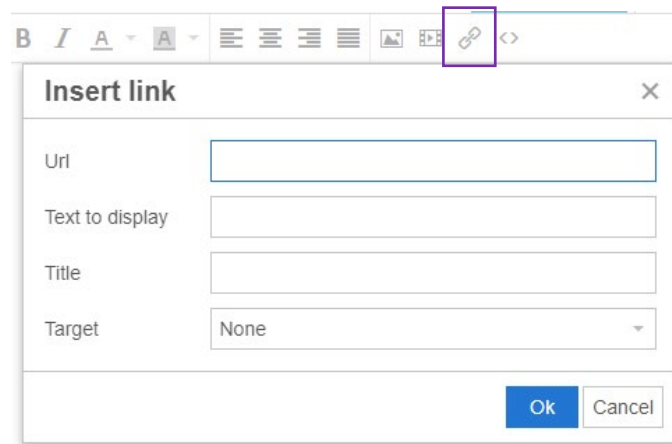 B I A A <>
Insert link ×
Url
Text to display
Title
Target None
Ok Cancel